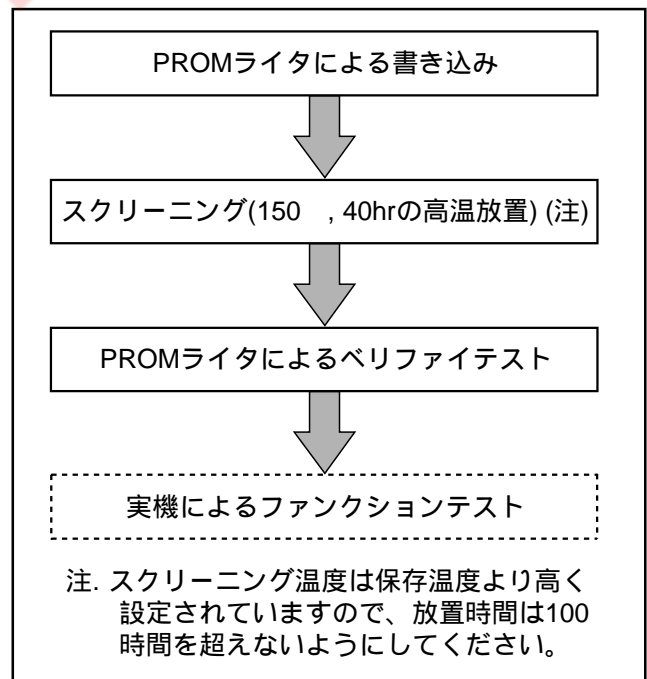 PROMライタによる書き込み
スクリーニング(150　, 40hrの高温放置) (注)
PROMライタによるベリファイテスト
実機によるファンクションテスト
注. スクリーニング温度は保存温度より高く
設定されていますので、放置時間は100
時間を超えないようにしてください。